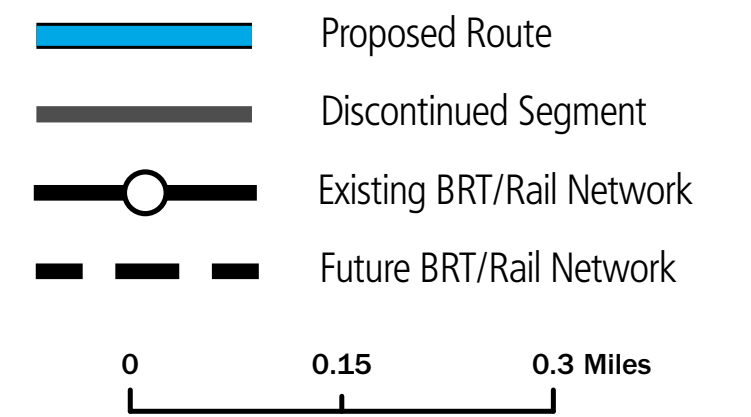 Proposed Route
Discontinued Segment
Existing BRT/Rail Network
Future BRT/Rail Network
0 0.15 0.3 Miles